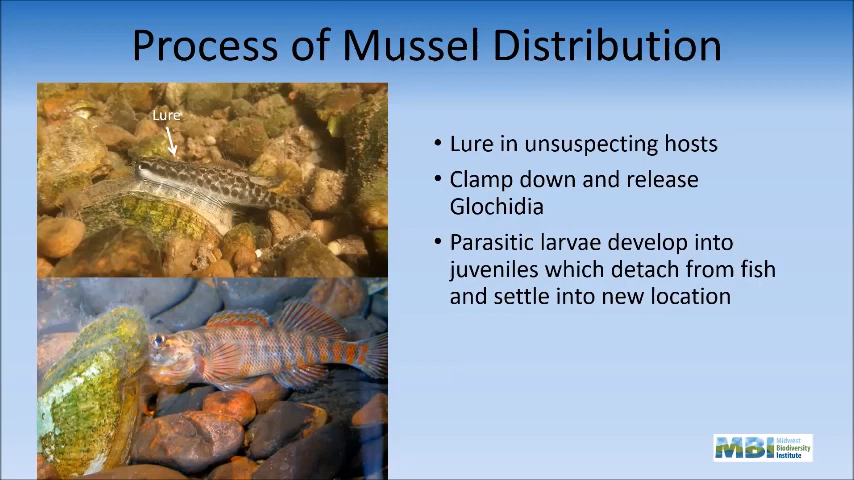 Process of Mussel Distribution
Lure
• Lure in unsuspecting hosts
• Clamp down and release
Glochidia
• Parasitic larvae develop into
juveniles which detach from fish
and settle into new location
MBI
Midwest
Biodiversity
Institute